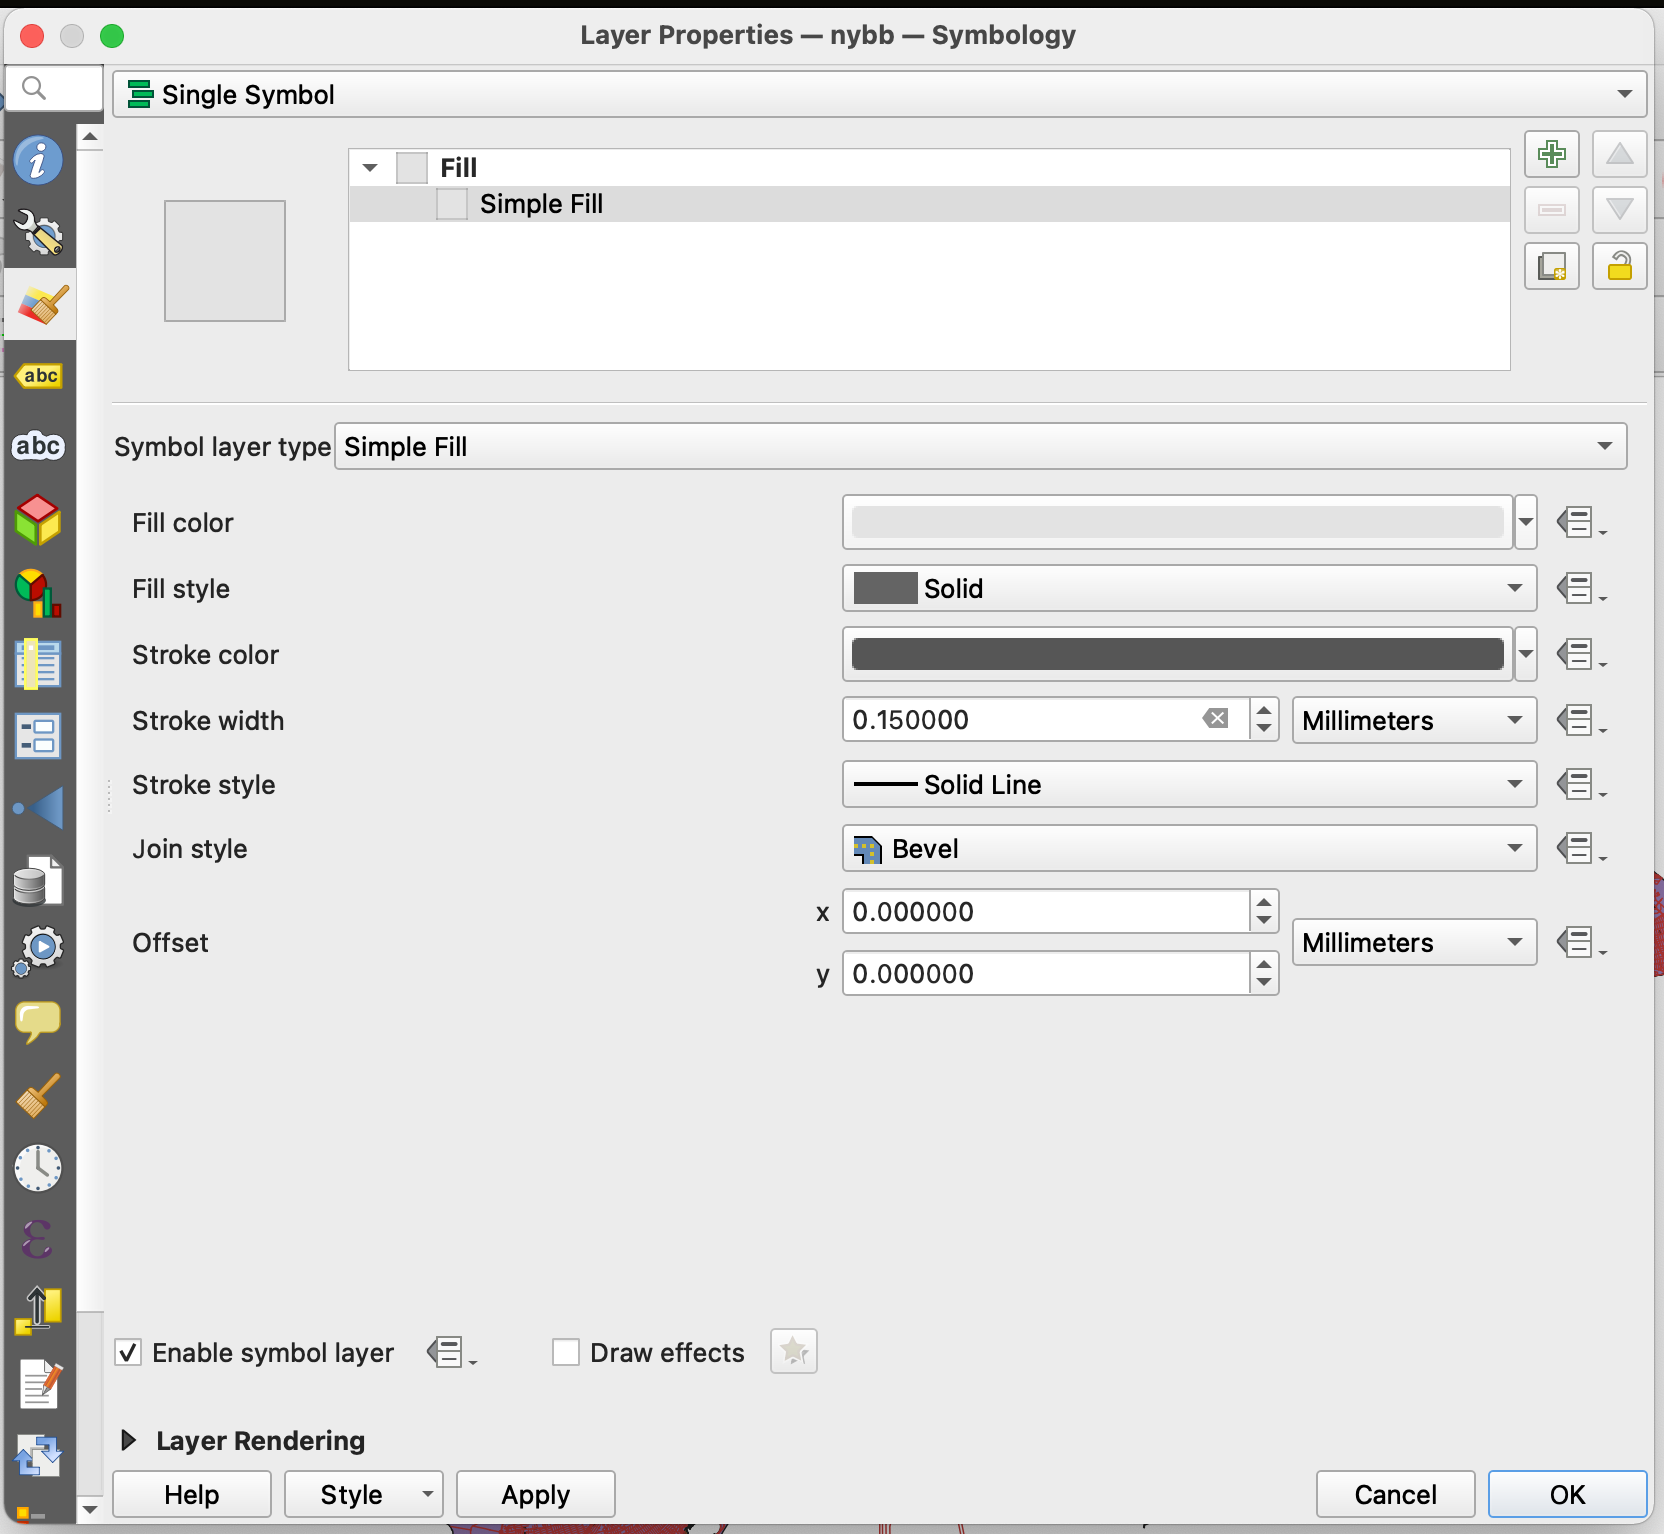 Layer Properties — nybb — Symbology
Single Symbol
Fill
Simple Fill
abc
abc
Symbol layer type Simple Fill
Fill color
Fill style Solid
Stroke color
Stroke width 0.150000 Millimeters
Stroke style Solid Line
Join style Bevel
x 0.000000
Offset Millimeters
y 0.000000
Enable symbol layer Draw effects
Layer Rendering
Help Style Apply Cancel OK